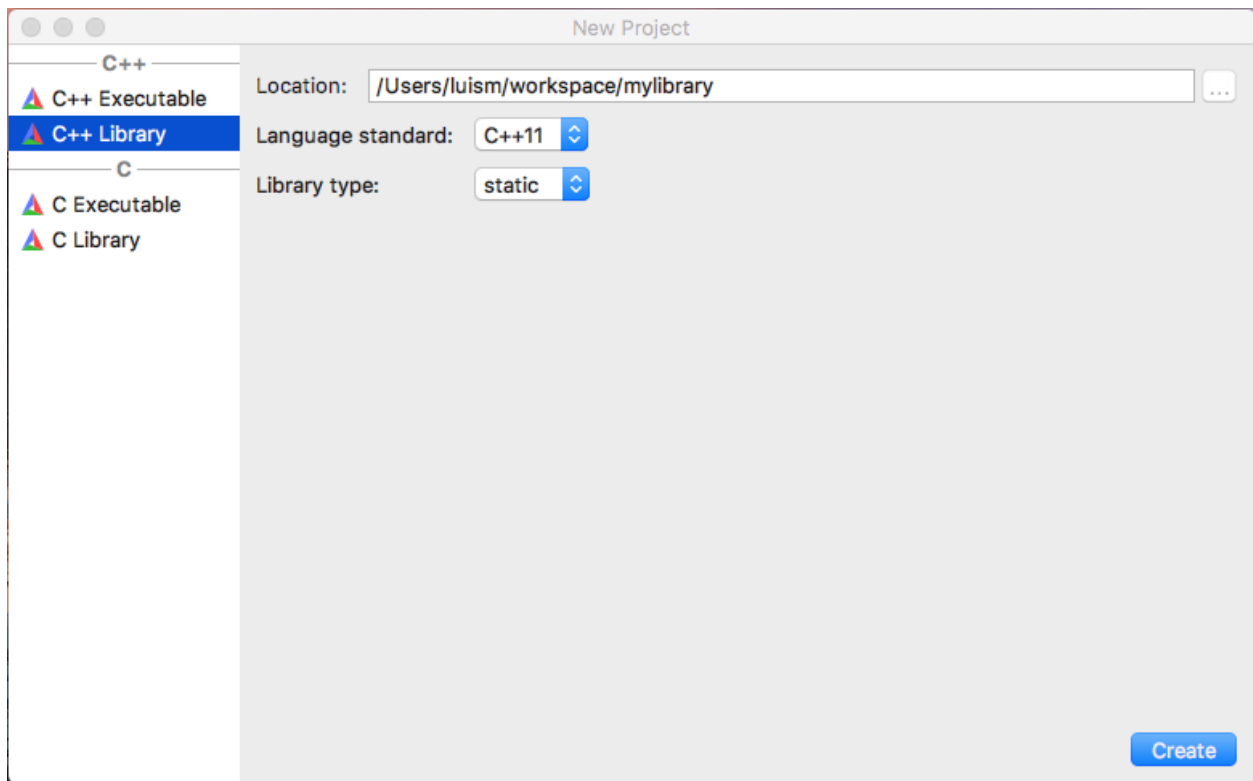 New Project
C++
C++ Executable
C++ Library
C
C Executable
C Library
Location: /Users/luism/workspace/mylibrary ...
Language standard: C++11
Library type: static
Create